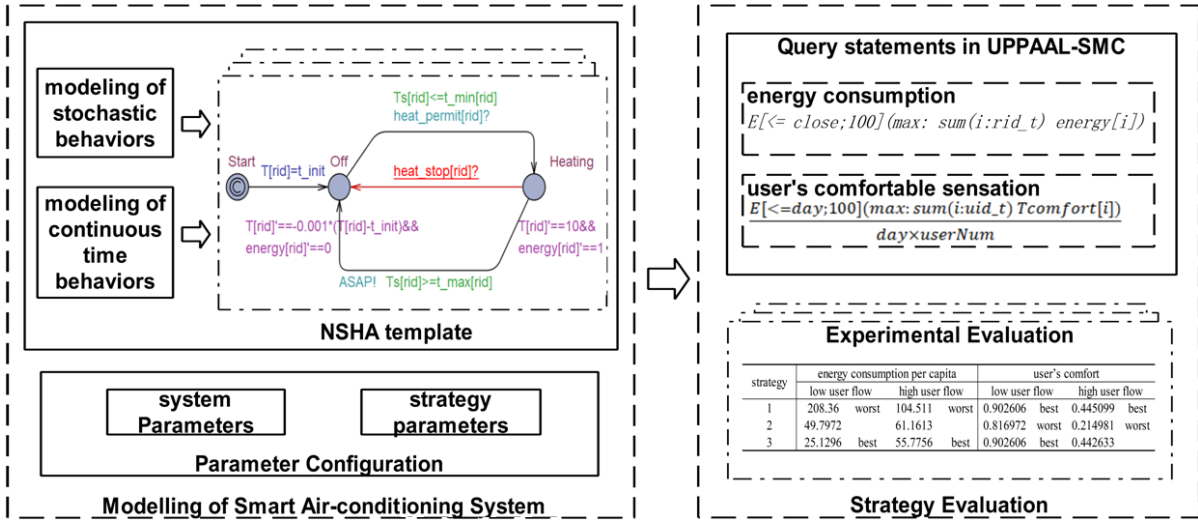 modeling of
stochastic
behaviors
modeling of
continuous
time
behaviors
Ts[rid]<=t_min[rid]
heat_permit[rid]?
Start
Off
Heating
T[rid]=t_init
heat_stop[rid]?
C
T[rid]'==-0.001*(T[rid]-t_init)&&
energy[rid]'==0
T[rid]'==10&&
energy[rid]'==1
ASAP!
Ts[rid]>=t_max[rid]
NSHA template
system
Parameters
strategy
parameters
Parameter Configuration
Modelling of Smart Air-conditioning System
Query statements in UPPAAL-SMC
energy consumption
E[<= close;100](max: sum(i:rid_t) energy[i])
user's comfortable sensation
E[<=day;100](max: sum(i:uid_t) Tcomfort[i])
day×userNum
Experimental Evaluation
strategy energy consumption per capita user's comfort
low user flow high user flow low user flow high user flow
1 208.36 worst 104.511 worst 0.902606 best 0.445099 best
2 49.7972 61.1613 0.816972 worst 0.214981 worst
3 25.1296 best 55.7756 best 0.902606 best 0.442633
Strategy Evaluation